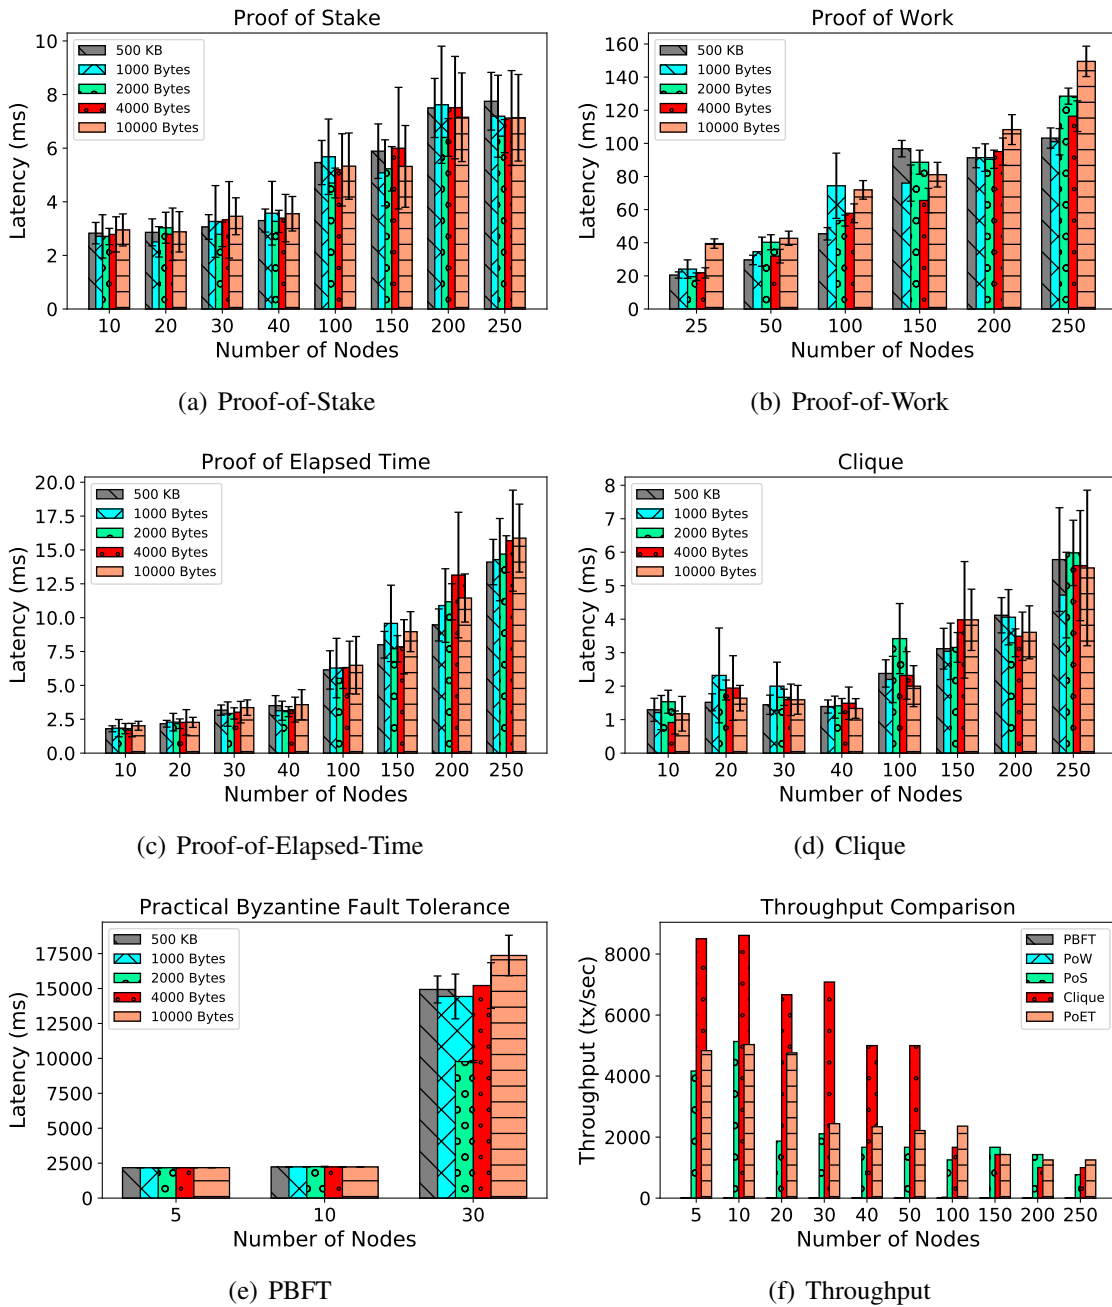 Proof of Stake
10
8
6
4
2
0
Latency (ms)
500 KB
1000 Bytes
2000 Bytes
4000 Bytes
10000 Bytes
10 20 30 40 100 150 200 250
Number of Nodes
(a) Proof-of-Stake
Proof of Work
160
140
120
100
80
60
40
20
0
Latency (ms)
500 KB
1000 Bytes
2000 Bytes
4000 Bytes
10000 Bytes
25 50 100 150 200 250
Number of Nodes
(b) Proof-of-Work
Proof of Elapsed Time
20.0
17.5
15.0
12.5
10.0
7.5
5.0
2.5
0.0
Latency (ms)
500 KB
1000 Bytes
2000 Bytes
4000 Bytes
10000 Bytes
10 20 30 40 100 150 200 250
Number of Nodes
(c) Proof-of-Elapsed-Time
Clique
8
7
6
5
4
3
2
1
0
Latency (ms)
500 KB
1000 Bytes
2000 Bytes
4000 Bytes
10000 Bytes
10 20 30 40 100 150 200 250
Number of Nodes
(d) Clique
Practical Byzantine Fault Tolerance
17500
15000
12500
10000
7500
5000
2500
0
Latency (ms)
500 KB
1000 Bytes
2000 Bytes
4000 Bytes
10000 Bytes
5 10 30
Number of Nodes
(e) PBFT
Throughput Comparison
8000
6000
4000
2000
0
Throughput (tx/sec)
PBFT
PoW
PoS
Clique
PoET
5 10 20 30 40 50 100 150 200 250
Number of Nodes
(f) Throughput